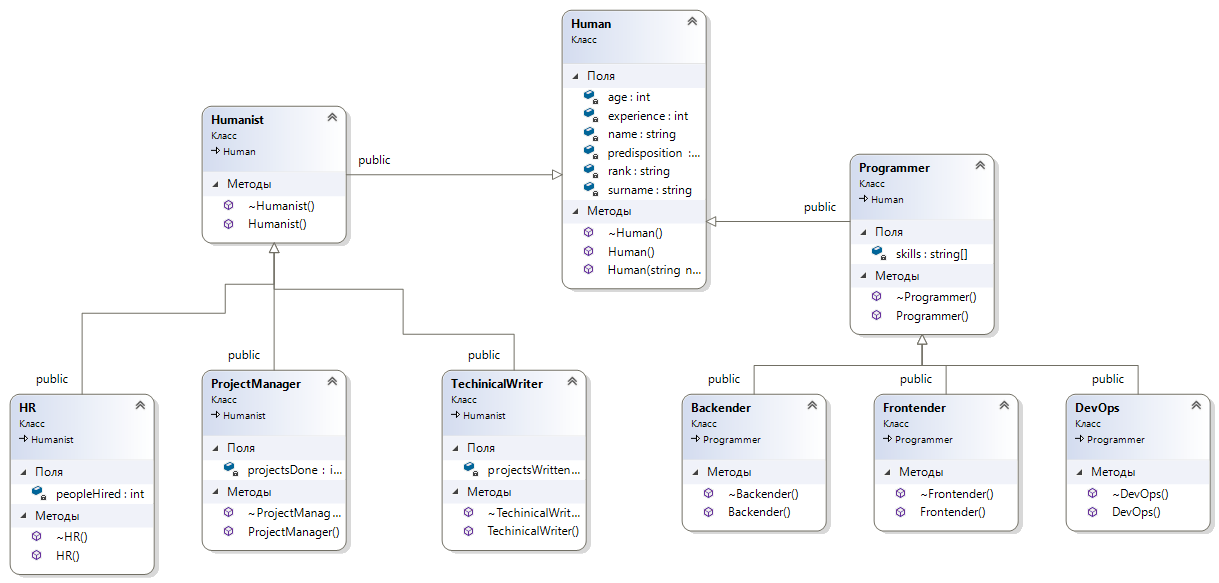 Human
Класс
Поля
age : int
experience : int
name : string
predisposition :...
rank : string
surname : string
Методы
~Human()
Human()
Human(string n...
Humanist
Класс
Human
Методы
~Humanist()
Humanist()
public
Programmer
Класс
Human
Поля
skills : string[]
Методы
~Programmer()
Programmer()
public
public
HR
Класс
Humanist
Поля
peopleHired : int
Методы
~HR()
HR()
public
ProjectManager
Класс
Humanist
Поля
projectsDone : i...
Методы
~ProjectManag...
ProjectManager()
public
TechinicalWriter
Класс
Humanist
Поля
projectsWritten...
Методы
~TechinicalWrit...
TechinicalWriter()
public
Backender
Класс
Programmer
Методы
~Backender()
Backender()
public
Frontender
Класс
Programmer
Методы
~Frontender()
Frontender()
public
DevOps
Класс
Programmer
Методы
~DevOps()
DevOps()